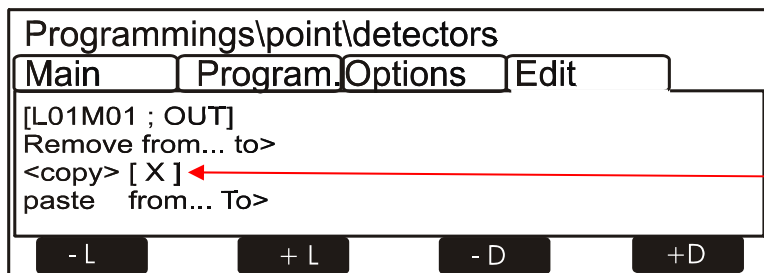 Programmings\point\detectors
Main Program. Options Edit
[L01M01 ; OUT]
Remove from... to>
<copy> [ X ]
paste from... To>
- L + L - D +D